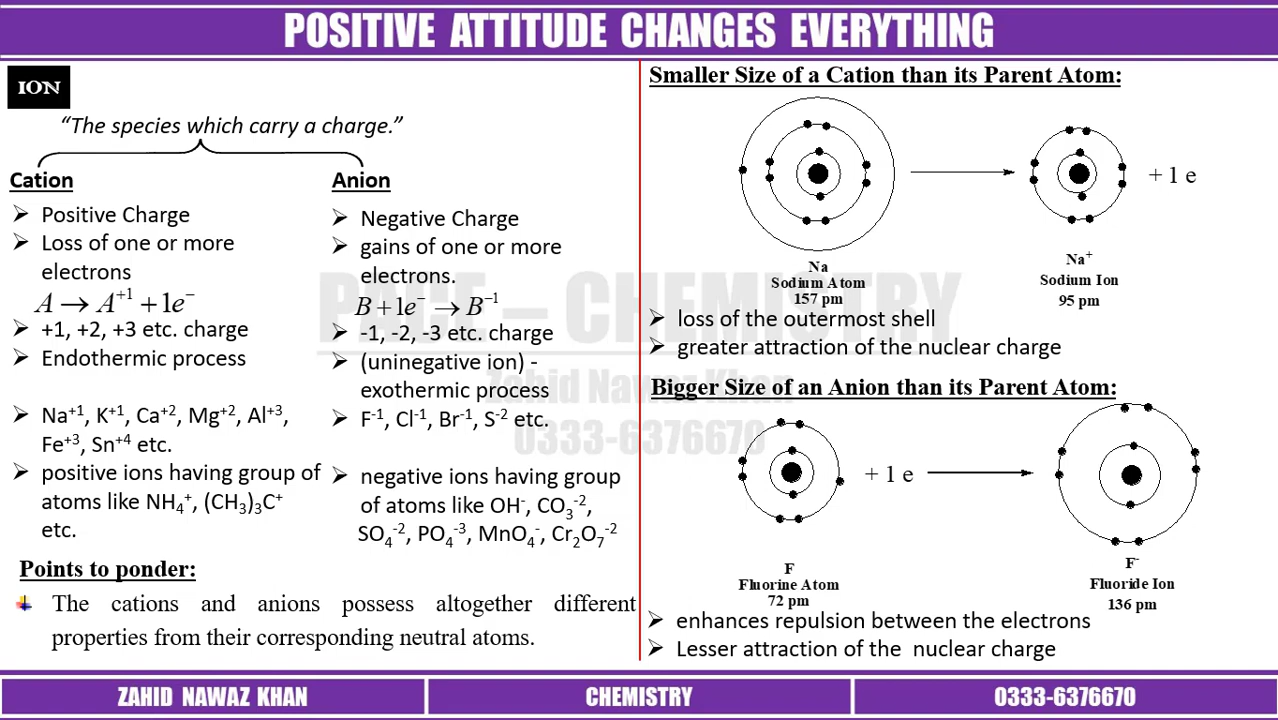 POSITIVE ATTITUDE CHANGES EVERYTHING
ION
“The species which carry a charge.”
Cation
Positive Charge
Loss of one or more
electrons
A → A⁺¹ + 1e⁻
+1, +2, +3 etc. charge
Endothermic process
Na⁺¹, K⁺¹, Ca⁺², Mg⁺², Al⁺³,
Fe⁺³, Sn⁺⁴ etc.
positive ions having group of
atoms like NH₄⁺, (CH₃)₃C⁺
etc.
Anion
Negative Charge
gains of one or more
electrons.
B + 1e⁻ → B⁻¹
-1, -2, -3 etc. charge
(uninegative ion) -
exothermic process
F⁻¹, Cl⁻¹, Br⁻¹, S⁻² etc.
negative ions having group
of atoms like OH⁻, CO₃⁻²,
SO₄⁻², PO₄⁻³, MnO₄⁻, Cr₂O₇⁻²
Points to ponder:
The cations and anions possess altogether different
properties from their corresponding neutral atoms.
Smaller Size of a Cation than its Parent Atom:
+ 1 e
Na
Sodium Atom
157 pm
Na⁺
Sodium Ion
95 pm
loss of the outermost shell
greater attraction of the nuclear charge
Bigger Size of an Anion than its Parent Atom:
+ 1 e
F
Fluorine Atom
72 pm
F⁻
Fluoride Ion
136 pm
enhances repulsion between the electrons
Lesser attraction of the nuclear charge
PACE – CHEMISTRY
Zahid Nawaz Khan
0333-6376670
ZAHID NAWAZ KHAN
CHEMISTRY
0333-6376670